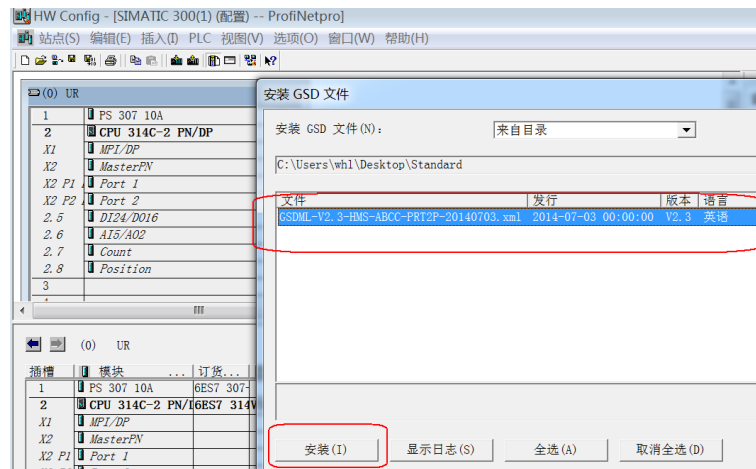 HW Config - [SIMATIC 300(1) (配置) -- ProfiNetpro]
站点(S) 编辑(E) 插入(I) PLC 视图(V) 选项(O) 窗口(W) 帮助(H)
(0) UR
1 PS 307 10A
2 CPU 314C-2 PN/DP
X1 MPI/DP
X2 MasterPN
X2 P1 Port 1
X2 P2 Port 2
2.5 DI24/DO16
2.6 AI5/AO2
2.7 Count
2.8 Position
3
安装 GSD 文件
安装 GSD 文件(N): 来自目录
C:\Users\whl\Desktop\Standard
文件 发行 版本 语言
GSDML-V2.3-HMS-ABCC-PRT2P-20140703.xml 2014-07-03 00:00:00 V2.3 英语
安装(I) 显示日志(S) 全选(A) 取消全选(D)
(0) UR
插槽 模块 ... 订货...
1 PS 307 10A 6ES7 307-
2 CPU 314C-2 PN/D 6ES7 314
X1 MPI/DP
X2 MasterPN
X2 P1 Port 1